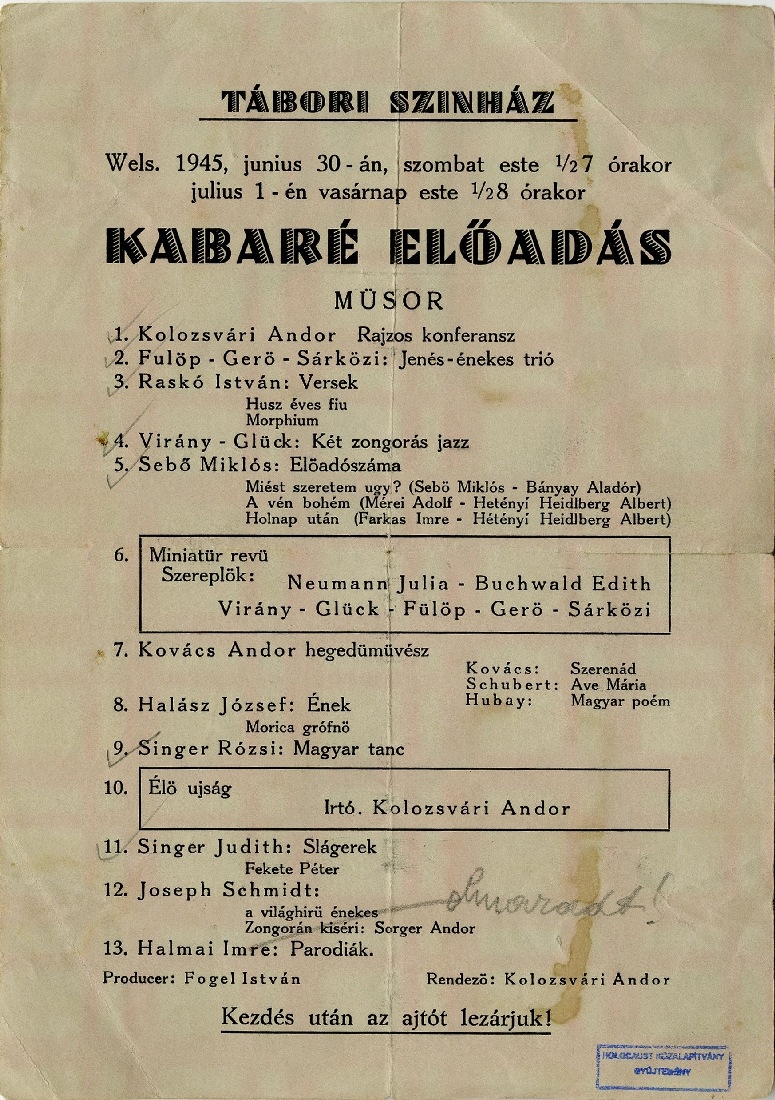 TÁBORI SZINHÁZ
Wels. 1945, junius 30-án, szombat este ½7 órakor
julius 1-én vasárnap este ½8 órakor
KABARÉ ELŐADÁS
MŰSOR
1. Kolozsvári Andor Rajzos konferansz
2. Fulöp - Gerö - Sárközi: Jenés-énekes trió
3. Raskó István: Versek
Husz éves fiu
Morphium
4. Virány - Glück: Két zongorás jazz
5. Sebő Miklós: Elöadószáma
Miést szeretem ugy? (Sebö Miklós - Bányay Aladór)
A vén bohém (Mérei Adolf - Hetényi Heidlberg Albert)
Holnap után (Farkas Imre - Hétényi Heidlberg Albert)
6. Miniatür revü
Szereplök: Neumann Julia - Buchwald Edith
Virány - Glück - Fülöp - Gerö - Sárközi
7. Kovács Andor hegedümüvész
Kovács: Szerenád
Schubert: Ave Mária
Hubay: Magyar poém
8. Halász József: Ének
Morica grófnö
9. Singer Rózsi: Magyar tanc
10. Élö ujság
Irtó. Kolozsvári Andor
11. Singer Judith: Slágerek
Fekete Péter
12. Joseph Schmidt:
a világhirü énekes
elmaradt!
Zongorán kiséri: Sorger Andor
13. Halmai Imre: Parodiák.
Producer: Fogel István Rendezö: Kolozsvári Andor
Kezdés után az ajtót lezárjuk!
HOLOCAUST KÖZALAPÍTVÁNY
GYŰJTEMÉNY